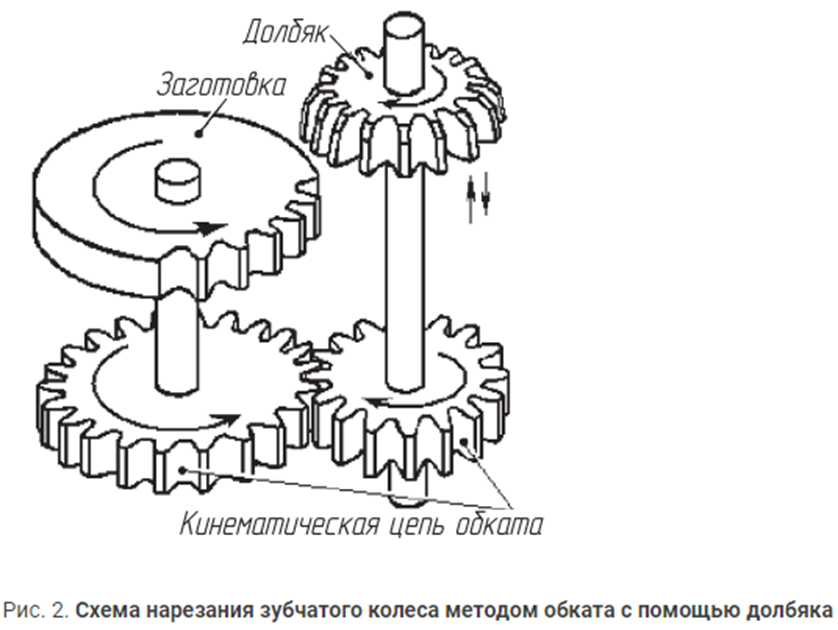 Долбяк
Заготовка
Кинематическая цепь обката
Рис. 2. Схема нарезания зубчатого колеса методом обката с помощью долбяка